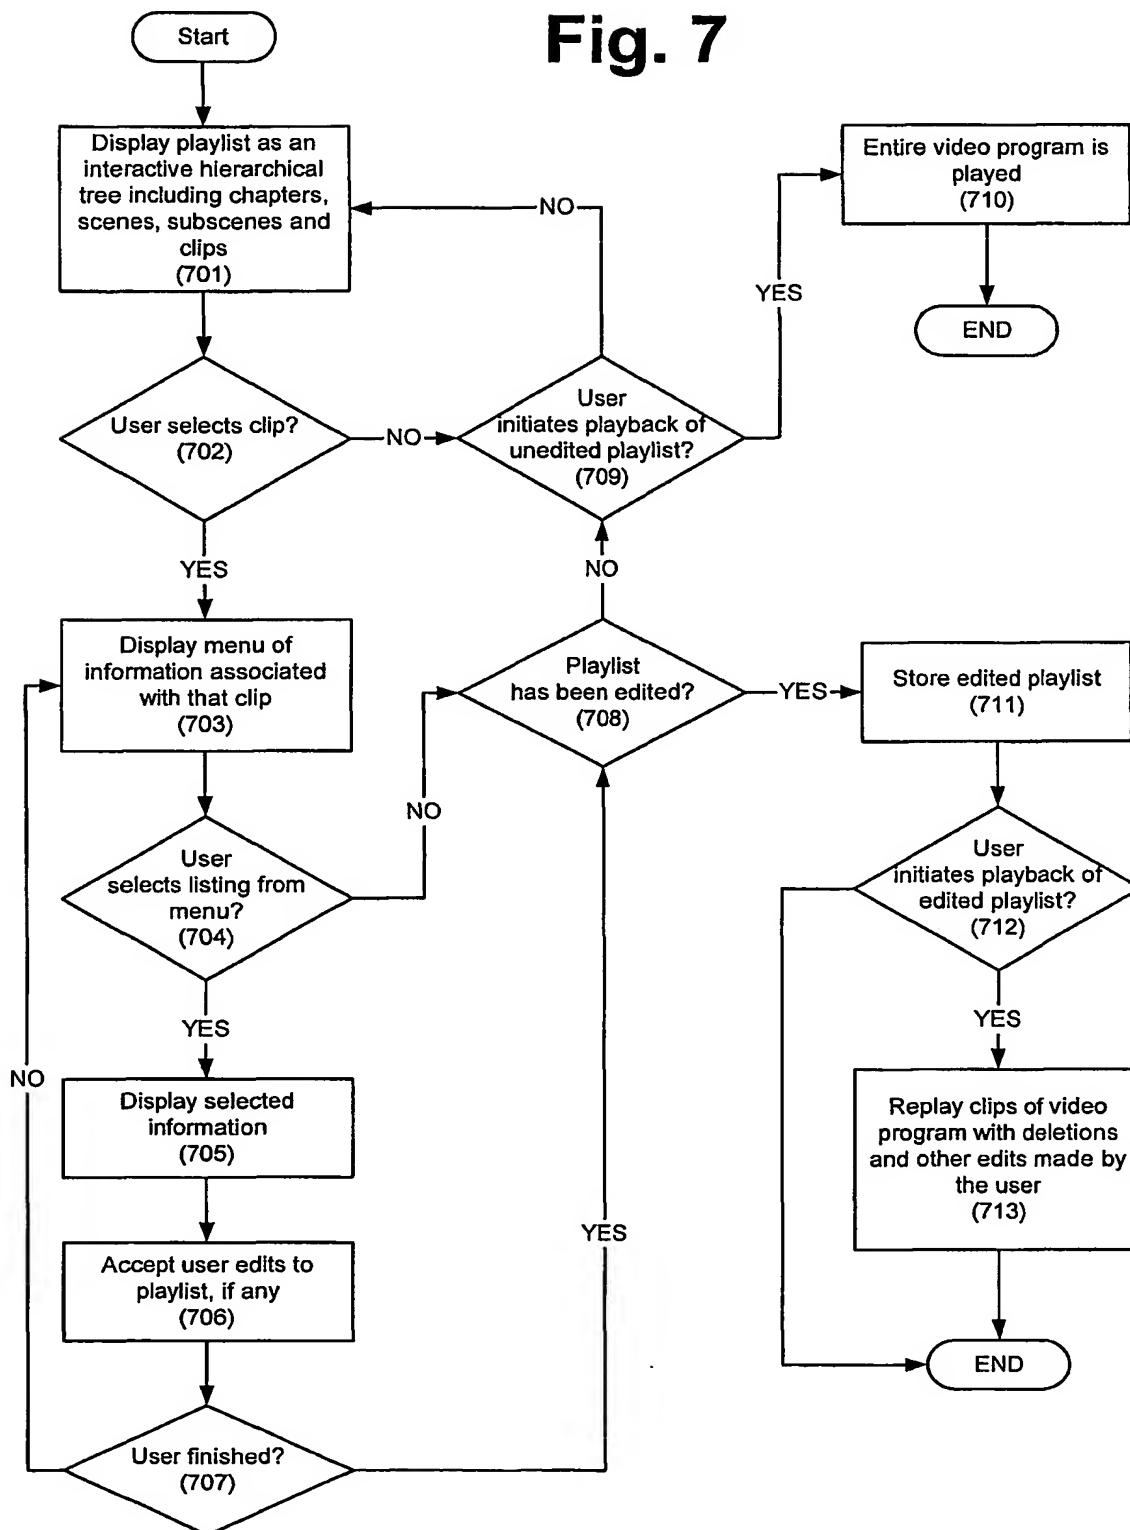 Fig. 7
Start
Display playlist as an
interactive hierarchical
tree including chapters,
scenes, subscenes and
clips
(701)
User selects clip?
(702)
NO
YES
Display menu of
information associated
with that clip
(703)
User
selects listing from
menu?
(704)
NO
YES
Display selected
information
(705)
Accept user edits to
playlist, if any
(706)
User finished?
(707)
NO
YES
Playlist
has been edited?
(708)
NO
YES
User
initiates playback of
unedited playlist?
(709)
NO
YES
Entire video program is
played
(710)
END
Store edited playlist
(711)
User
initiates playback of
edited playlist?
(712)
YES
Replay clips of video
program with deletions
and other edits made by
the user
(713)
END